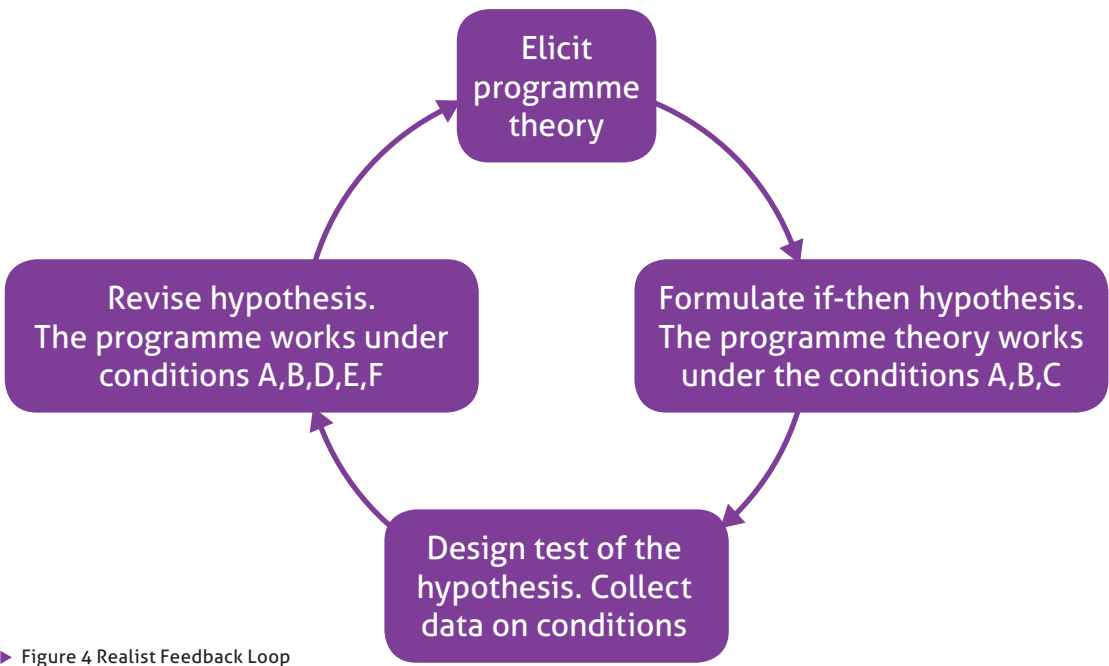 Elicit
programme
theory
Formulate if-then hypothesis.
The programme theory works
under the conditions A,B,C
Design test of the
hypothesis. Collect
data on conditions
Revise hypothesis.
The programme works under
conditions A,B,D,E,F
Figure 4 Realist Feedback Loop